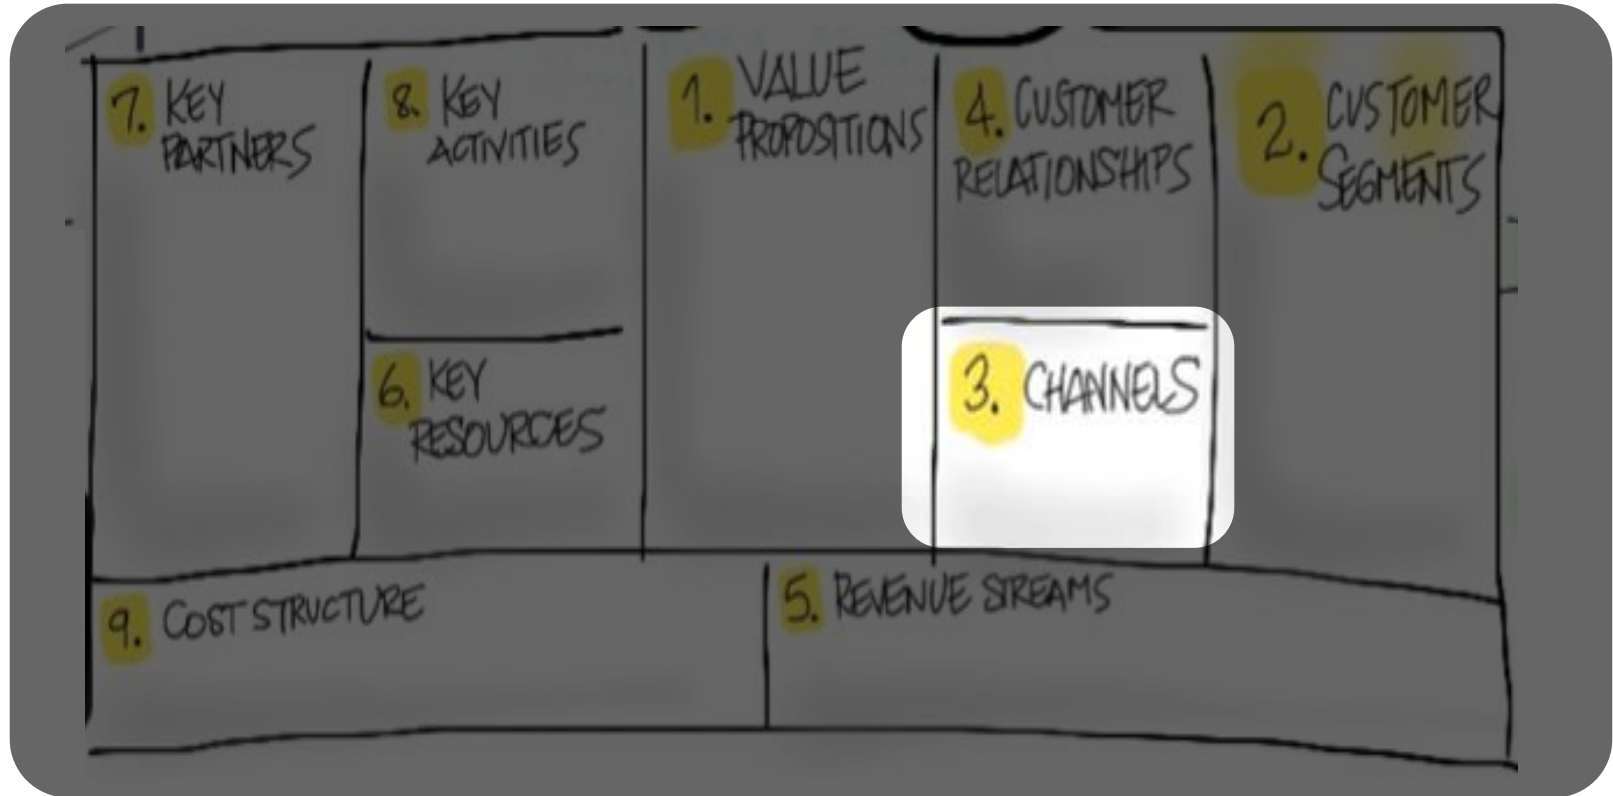 7. KEY
PARTNERS
8. KEY
ACTIVITIES
6. KEY
RESOURCES
1. VALUE
PROPOSITIONS
4. CUSTOMER
RELATIONSHIPS
3. CHANNELS
2. CUSTOMER
SEGMENTS
9. COST STRUCTURE
5. REVENUE STREAMS